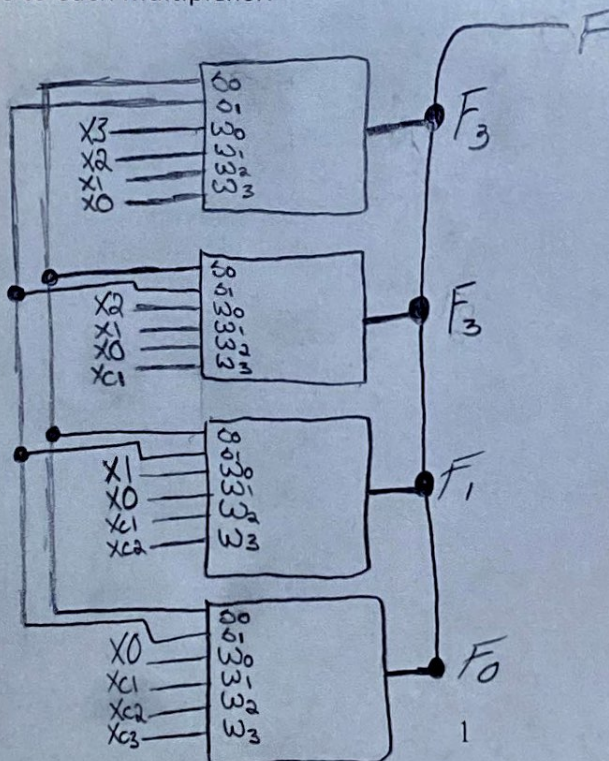 F
S0
S1
F3
X3 w0
X2 w1
X1 w2
X0 w3
S0
S1
F3
X2 w0
X1 w1
X0 w2
Xc1 w3
S0
S1
X1 w0
F1
X0 w1
Xc1 w2
Xc2 w3
S0
S1
X0 w0
F0
Xc1 w1
Xc2 w2
Xc3 w3
1